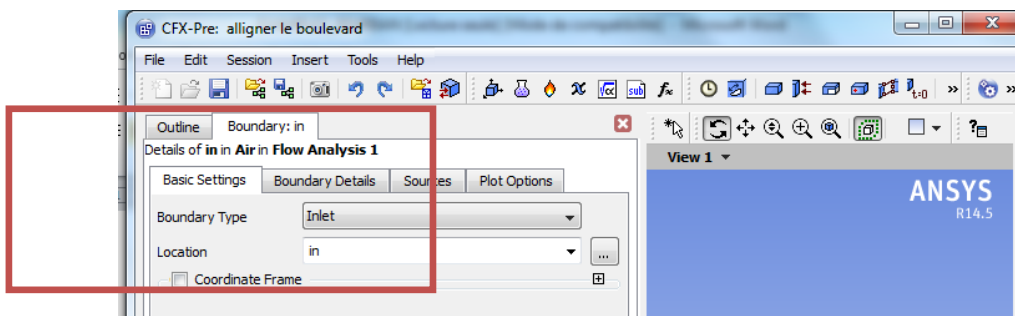 CFX-Pre: alligner le boulevard
File Edit Session Insert Tools Help
Outline Boundary: in
Details of in in Air in Flow Analysis 1
Basic Settings Boundary Details Sources Plot Options
Boundary Type Inlet
Location in ...
Coordinate Frame
View 1
ANSYS
R14.5